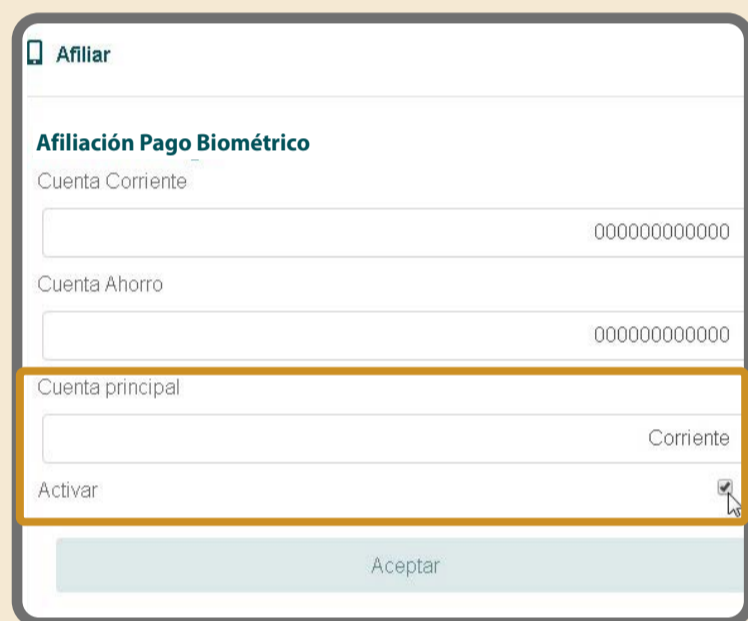 Afiliar
Afiliación Pago Biométrico
Cuenta Corriente
000000000000
Cuenta Ahorro
000000000000
Cuenta principal
Corriente
Activar
Aceptar